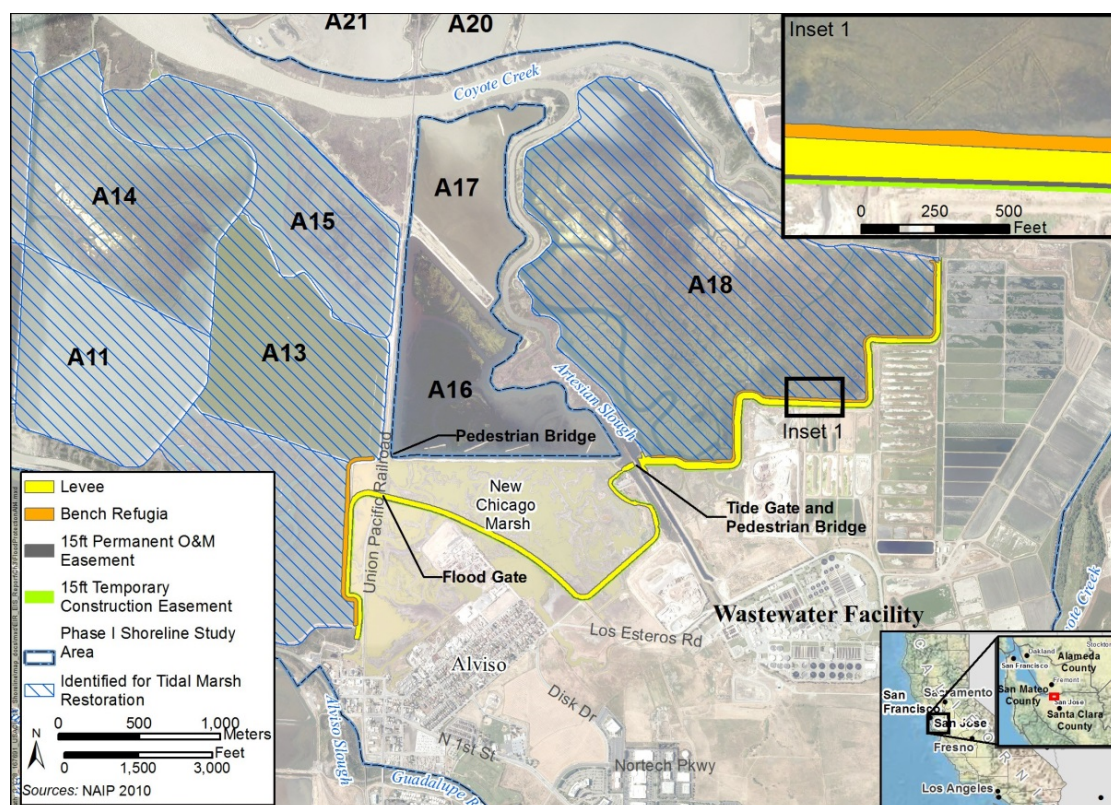 A21
A20
Coyote Creek
Inset 1
0 250 500
Feet
A17
A14
A15
A18
A11
A13
A16
Artesian Slough
Pedestrian Bridge
Inset 1
Union Pacific Railroad
New
Chicago
Marsh
Tide Gate and
Pedestrian Bridge
Flood Gate
Wastewater Facility
Los Esteros Rd
Alviso
Disk Dr
N 1st St
Nortech Pkwy
Alviso Slough
Guadalupe R
oyote Creek
Levee
Bench Refugia
15ft Permanent O&M
Easement
15ft Temporary
Construction Easement
Phase I Shoreline Study
Area
Identified for Tidal Marsh
Restoration
0 500 1,000
Meters
Feet
0 1,500 3,000
N
Sources: NAIP 2010
San
Francisco
Sacramento
San Jose
Fresno
Los Angeles
Stockton
Oakland
San Francisco
Alameda
County
Fremont
San Mateo
County
San Jose
Santa Clara
County